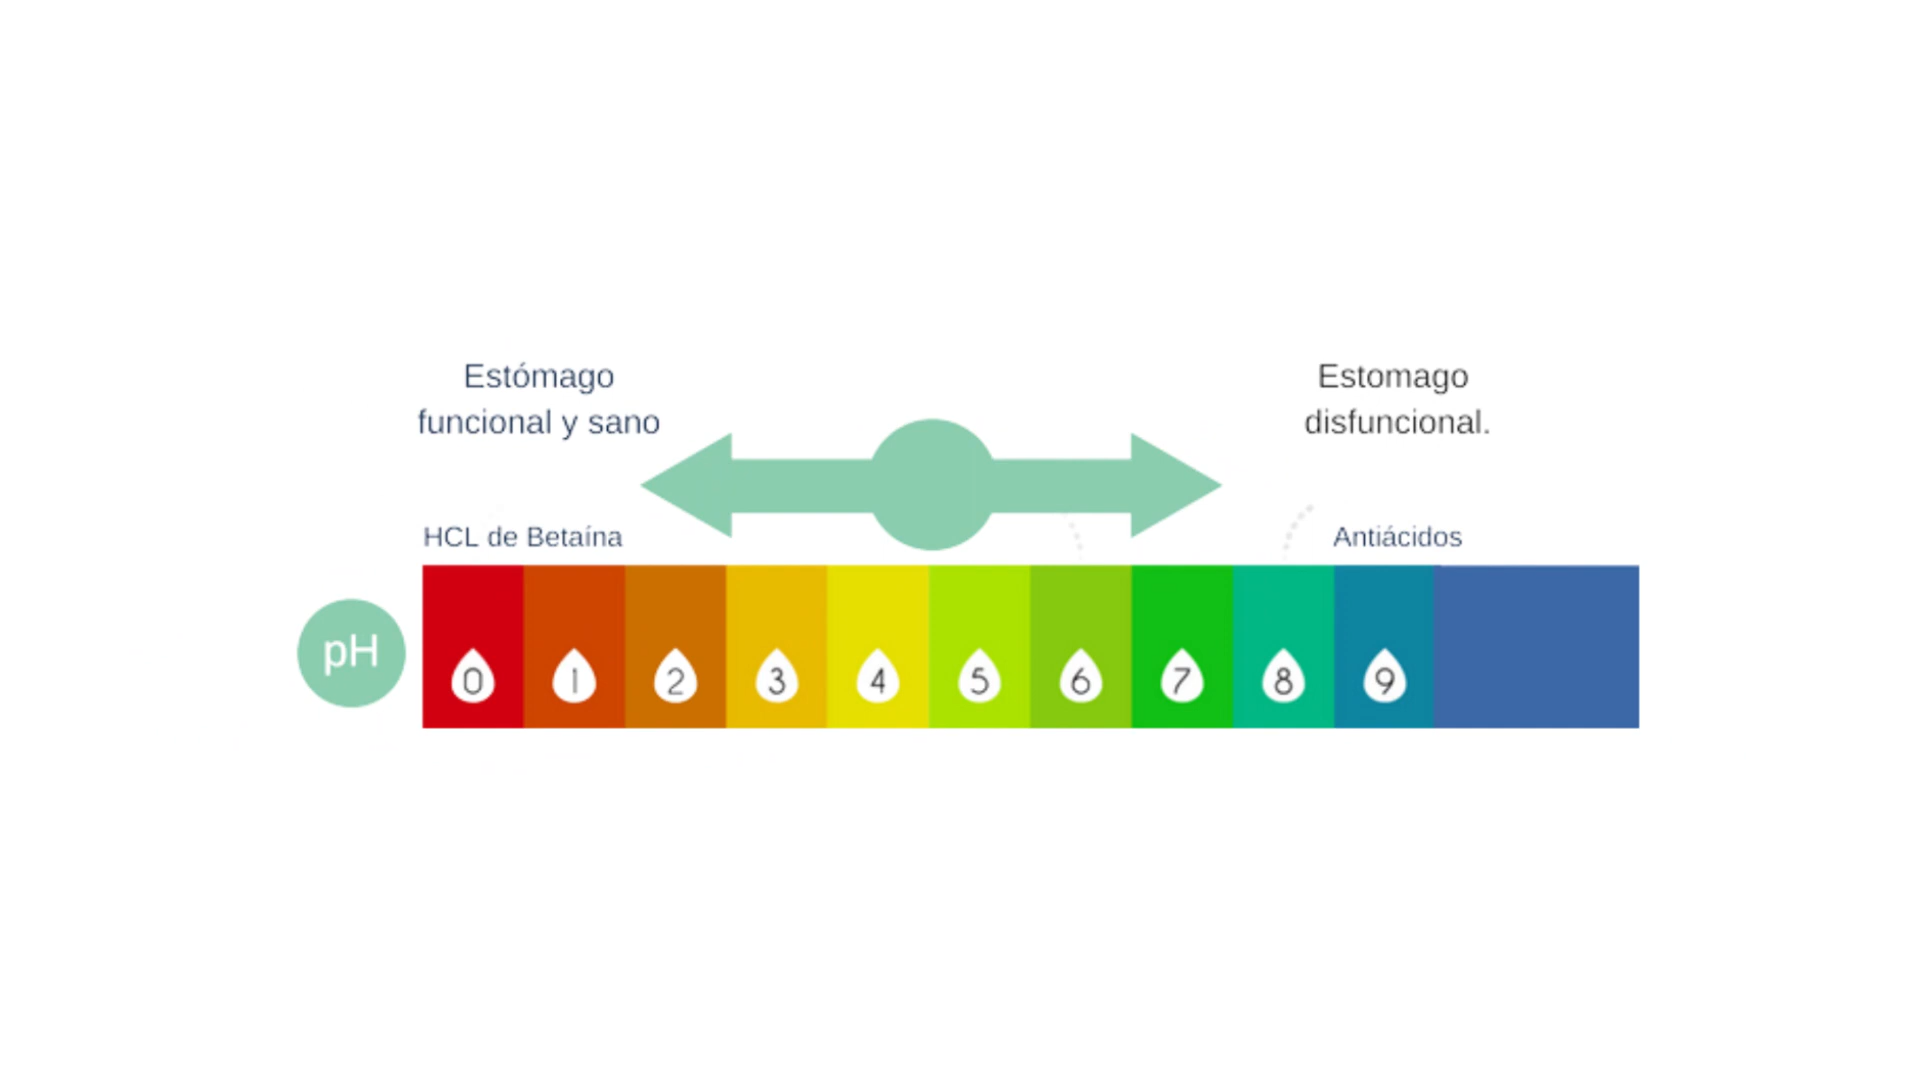 Estómago
funcional y sano
Estomago
disfuncional.
HCL de Betaína
Antiácidos
pH
0 1 2 3 4 5 6 7 8 9